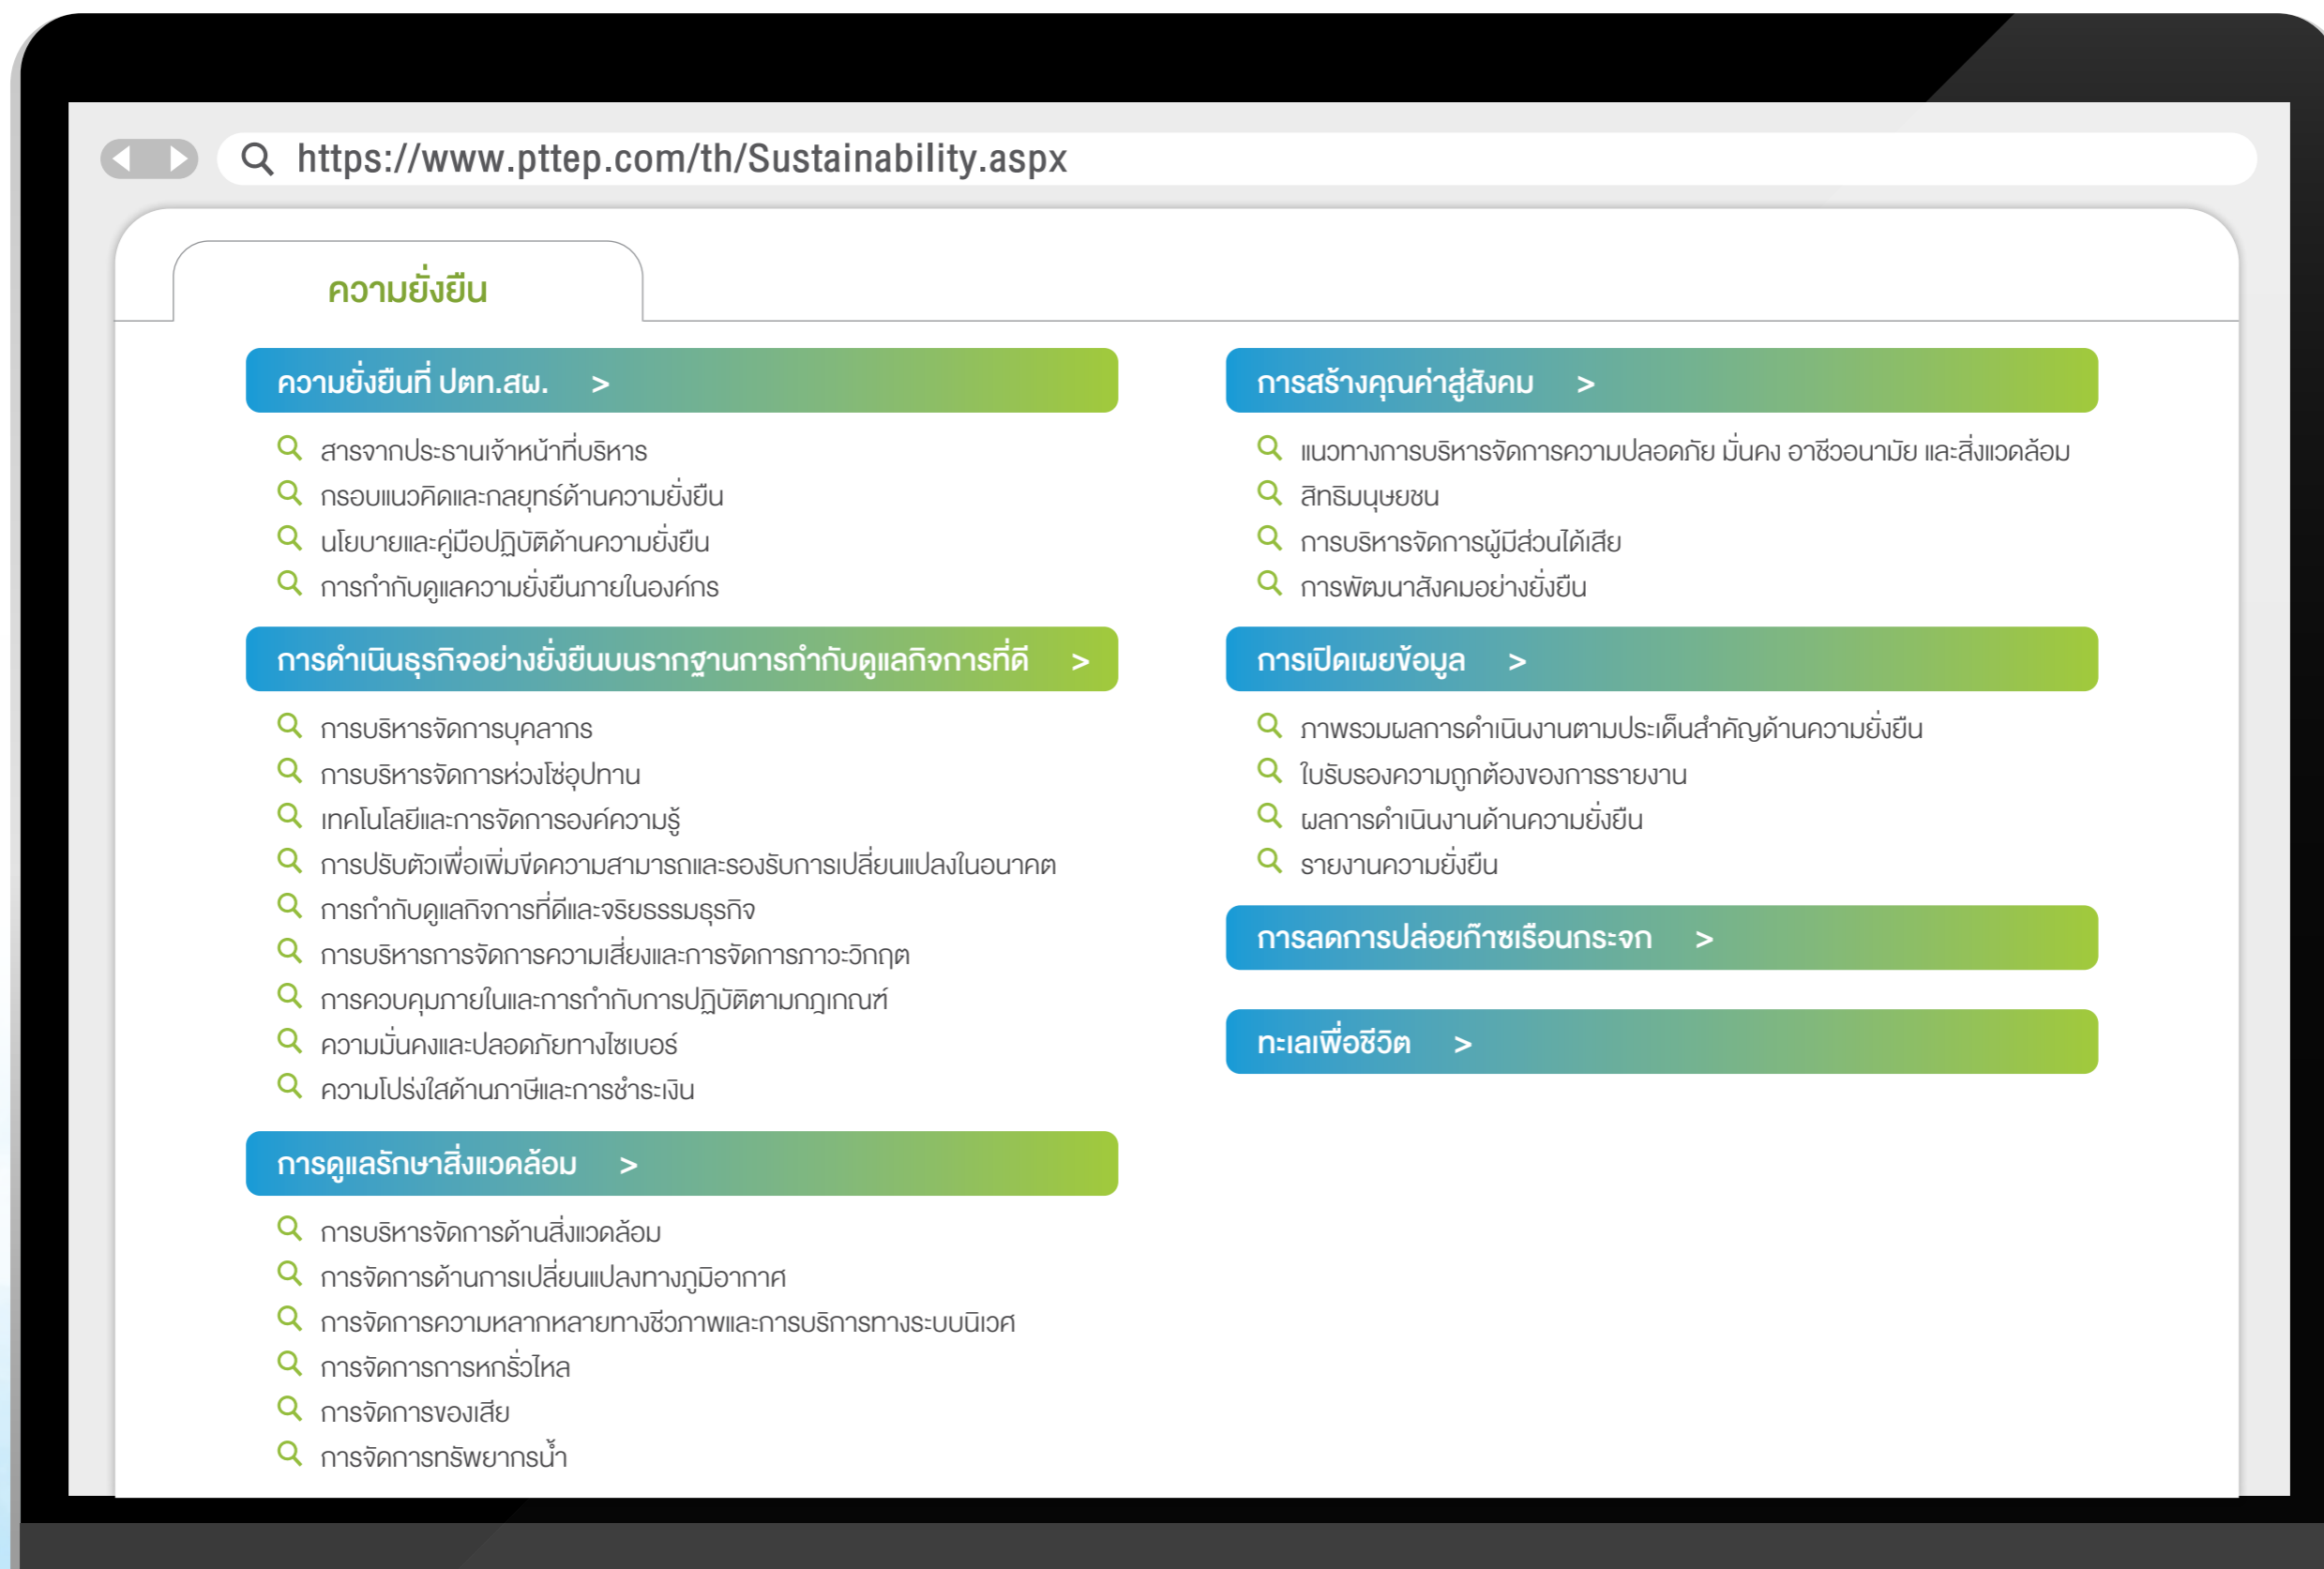 https://www.pttep.com/th/Sustainability.aspx
ความยั่งยืน
ความยั่งยืนที่ ปตท.สผ. >
สารจากประธานเจ้าหน้าที่บริหาร
กรอบแนวคิดและกลยุทธ์ด้านความยั่งยืน
นโยบายและคู่มือปฏิบัติด้านความยั่งยืน
การกำกับดูแลความยั่งยืนภายในองค์กร
การดำเนินธุรกิจอย่างยั่งยืนบนรากฐานการกำกับดูแลกิจการที่ดี >
การบริหารจัดการบุคลากร
การบริหารจัดการห่วงโซ่อุปทาน
เทคโนโลยีและการจัดการองค์ความรู้
การปรับตัวเพื่อเพิ่มขีดความสามารถและรองรับการเปลี่ยนแปลงในอนาคต
การกำกับดูแลกิจการที่ดีและจริยธรรมธุรกิจ
การบริหารการจัดการความเสี่ยงและการจัดการภาวะวิกฤต
การควบคุมภายในและการกำกับการปฏิบัติตามกฎเกณฑ์
ความมั่นคงและปลอดภัยทางไซเบอร์
ความโปร่งใสด้านภาษีและการชำระเงิน
การดูแลรักษาสิ่งแวดล้อม >
การบริหารจัดการด้านสิ่งแวดล้อม
การจัดการด้านการเปลี่ยนแปลงทางภูมิอากาศ
การจัดการความหลากหลายทางชีวภาพและการบริการทางระบบนิเวศ
การจัดการการหกรั่วไหล
การจัดการของเสีย
การจัดการทรัพยากรน้ำ
การสร้างคุณค่าสู่สังคม >
แนวทางการบริหารจัดการความปลอดภัย มั่นคง อาชีวอนามัย และสิ่งแวดล้อม
สิทธิมนุษยชน
การบริหารจัดการผู้มีส่วนได้เสีย
การพัฒนาสังคมอย่างยั่งยืน
การเปิดเผยข้อมูล >
ภาพรวมผลการดำเนินงานตามประเด็นสำคัญด้านความยั่งยืน
ใบรับรองความถูกต้องของการรายงาน
ผลการดำเนินงานด้านความยั่งยืน
รายงานความยั่งยืน
การลดการปล่อยก๊าซเรือนกระจก >
ทะเลเพื่อชีวิต >